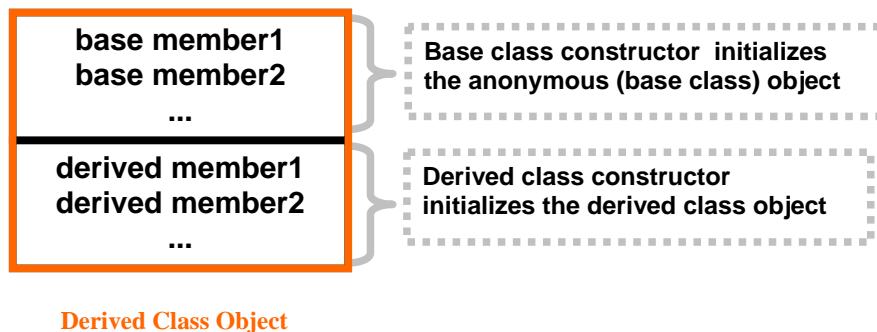 base member1
base member2
...
Base class constructor initializes
the anonymous (base class) object
derived member1
derived member2
...
Derived class constructor
initializes the derived class object
Derived Class Object